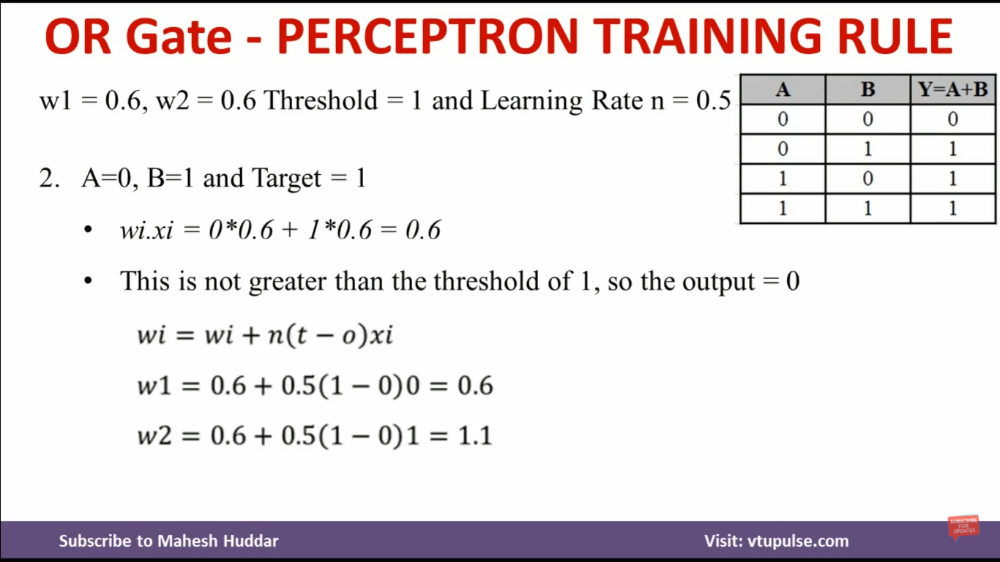 OR Gate - PERCEPTRON TRAINING RULE
w1 = 0.6, w2 = 0.6 Threshold = 1 and Learning Rate n = 0.5
A B Y=A+B
0 0 0
0 1 1
1 0 1
1 1 1
2. A=0, B=1 and Target = 1
• wi.xi = 0*0.6 + 1*0.6 = 0.6
• This is not greater than the threshold of 1, so the output = 0
wi = wi + n(t − o)xi
w1 = 0.6 + 0.5(1 − 0)0 = 0.6
w2 = 0.6 + 0.5(1 − 0)1 = 1.1
Subscribe to Mahesh Huddar
Visit: vtupulse.com
SUBSCRIBE
FOR
UPDATES